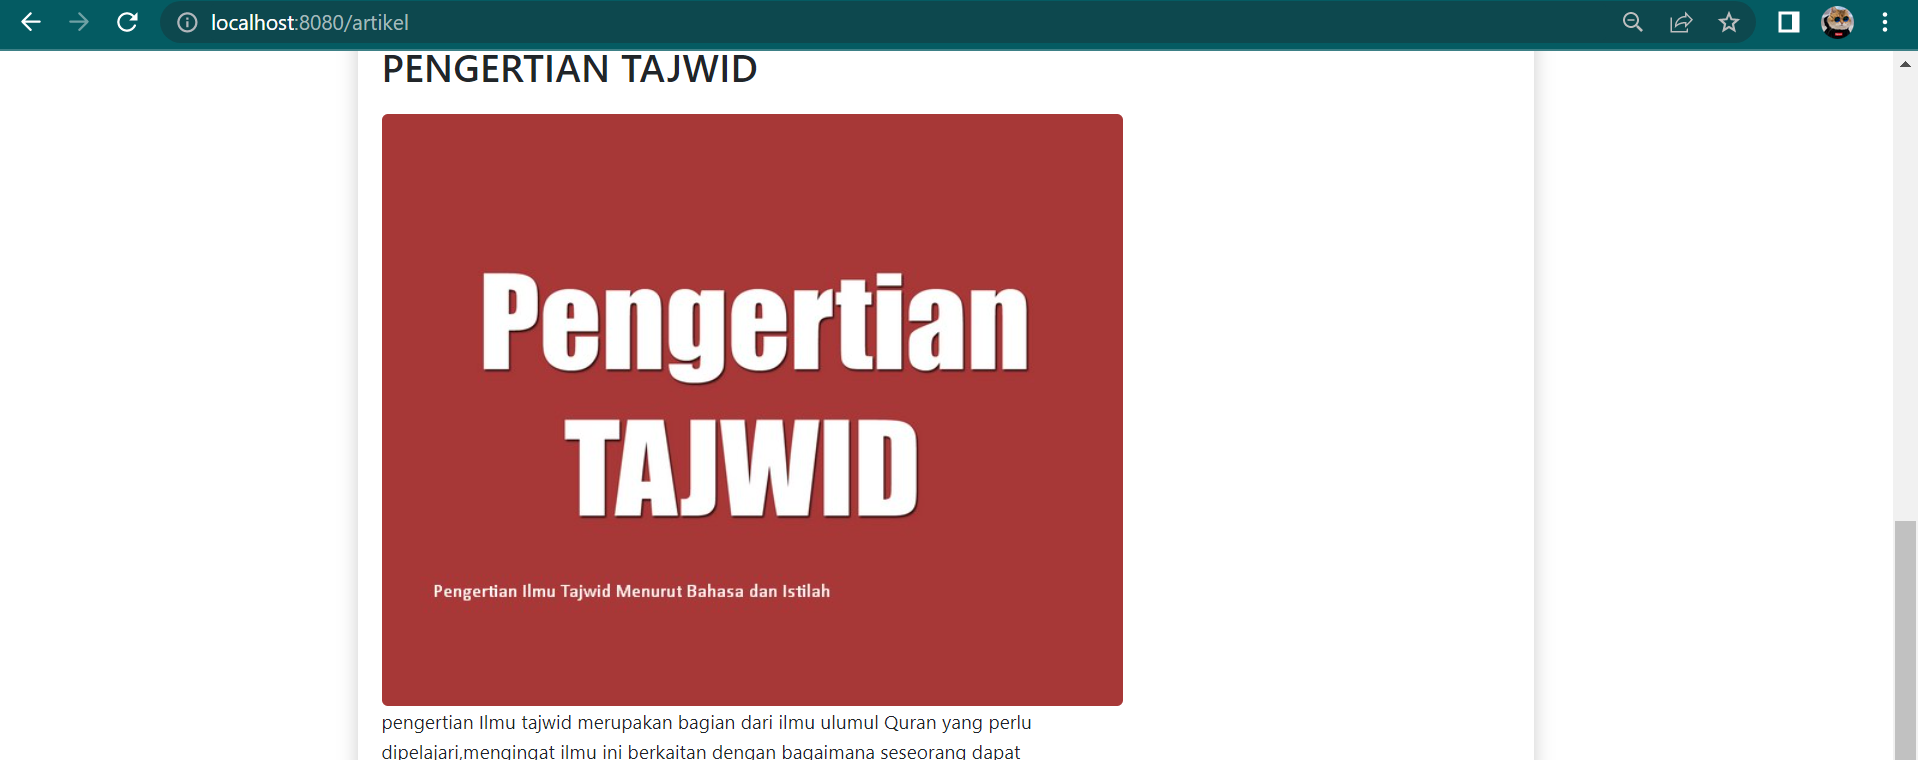 localhost:8080/artikel
PENGERTIAN TAJWID
Pengertian
TAJWID
Pengertian Ilmu Tajwid Menurut Bahasa dan Istilah
pengertian Ilmu tajwid merupakan bagian dari ilmu ulumul Quran yang perlu
dipelajari,mengingat ilmu ini berkaitan dengan bagaimana seseorang dapat